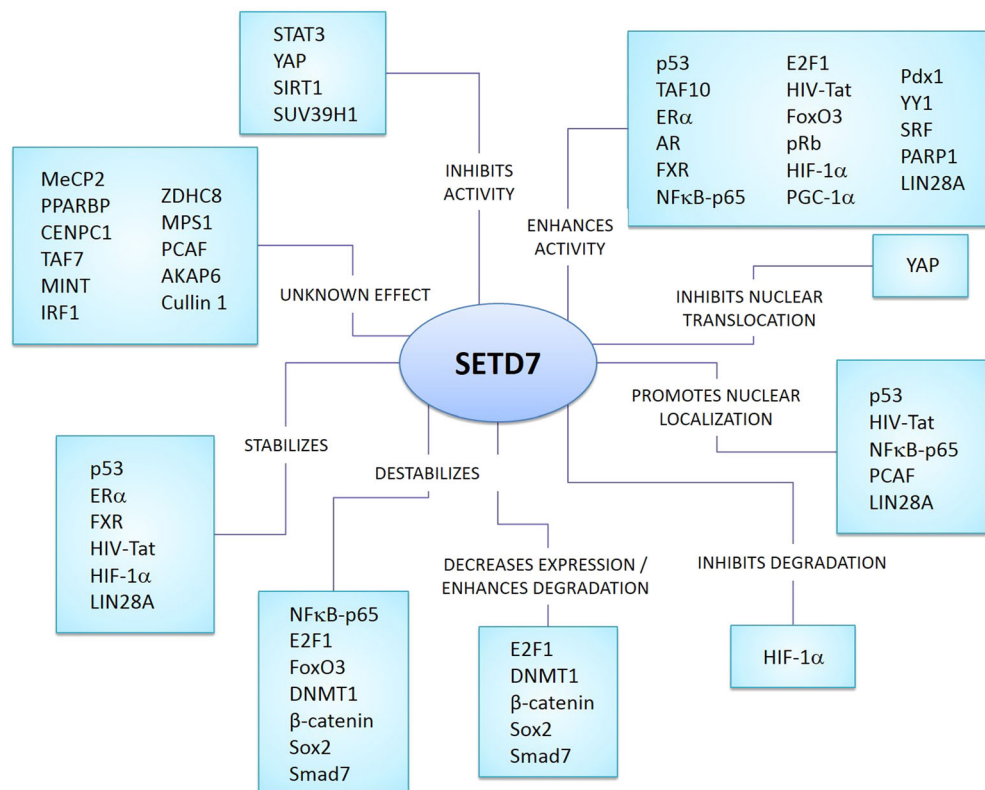 STAT3
YAP
SIRT1
SUV39H1
p53
TAF10
ERα
AR
FXR
NFκB-p65
E2F1
HIV-Tat
FoxO3
pRb
HIF-1α
PGC-1α
Pdx1
YY1
SRF
PARP1
LIN28A
INHIBITS
ACTIVITY
ENHANCES
ACTIVITY
MeCP2
PPARBP
CENPC1
TAF7
MINT
IRF1
ZDHC8
MPS1
PCAF
AKAP6
Cullin 1
UNKNOWN EFFECT
YAP
INHIBITS NUCLEAR
TRANSLOCATION
SETD7
PROMOTES NUCLEAR
LOCALIZATION
p53
HIV-Tat
NFκB-p65
PCAF
LIN28A
STABILIZES
p53
ERα
FXR
HIV-Tat
HIF-1α
LIN28A
DESTABILIZES
NFκB-p65
E2F1
FoxO3
DNMT1
β-catenin
Sox2
Smad7
DECREASES EXPRESSION /
ENHANCES DEGRADATION
E2F1
DNMT1
β-catenin
Sox2
Smad7
INHIBITS DEGRADATION
HIF-1α